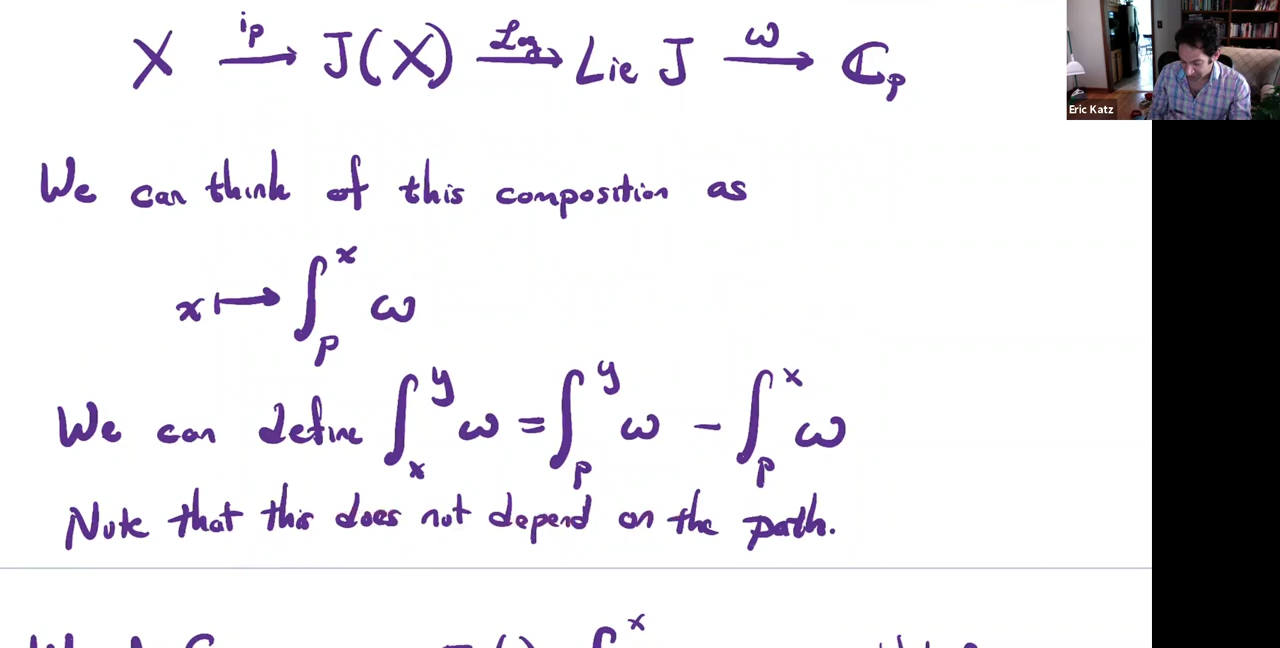 X →^{i_p} J(X) →^{Log} Lie J →^{ω} ℂ_p
Eric Katz
We can think of this composition as
x ↦ ∫_p^x ω
We can define ∫_x^y ω = ∫_p^y ω - ∫_p^x ω
Note that this does not depend on the path.